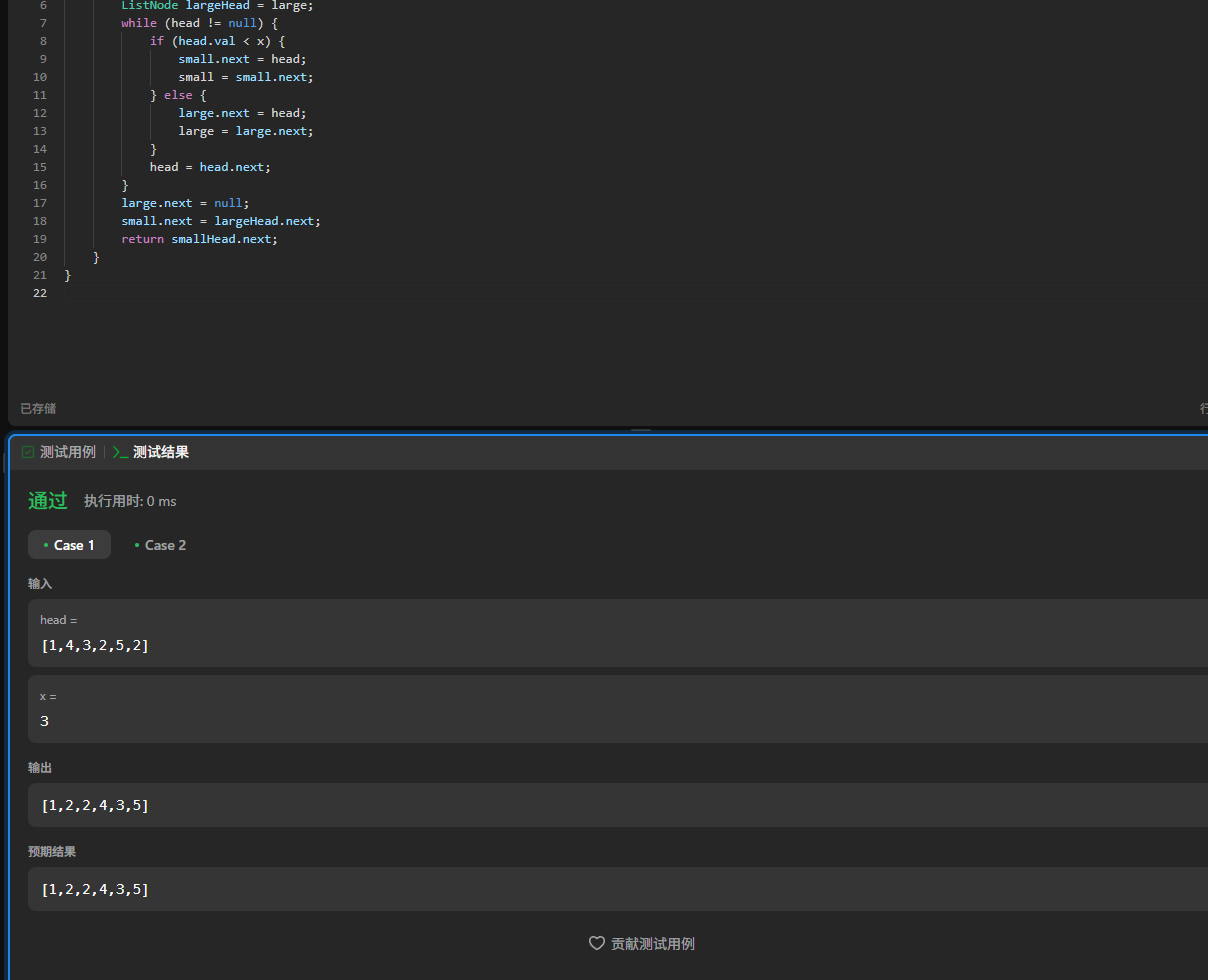 6 ListNode largeHead = large;
7 while (head != null) {
8 if (head.val < x) {
9 small.next = head;
10 small = small.next;
11 } else {
12 large.next = head;
13 large = large.next;
14 }
15 head = head.next;
16 }
17 large.next = null;
18 small.next = largeHead.next;
19 return smallHead.next;
20 }
21 }
22
已存储 行
测试用例 测试结果
通过 执行用时: 0 ms
Case 1 Case 2
输入
head =
[1,4,3,2,5,2]
x =
3
输出
[1,2,2,4,3,5]
预期结果
[1,2,2,4,3,5]
贡献测试用例